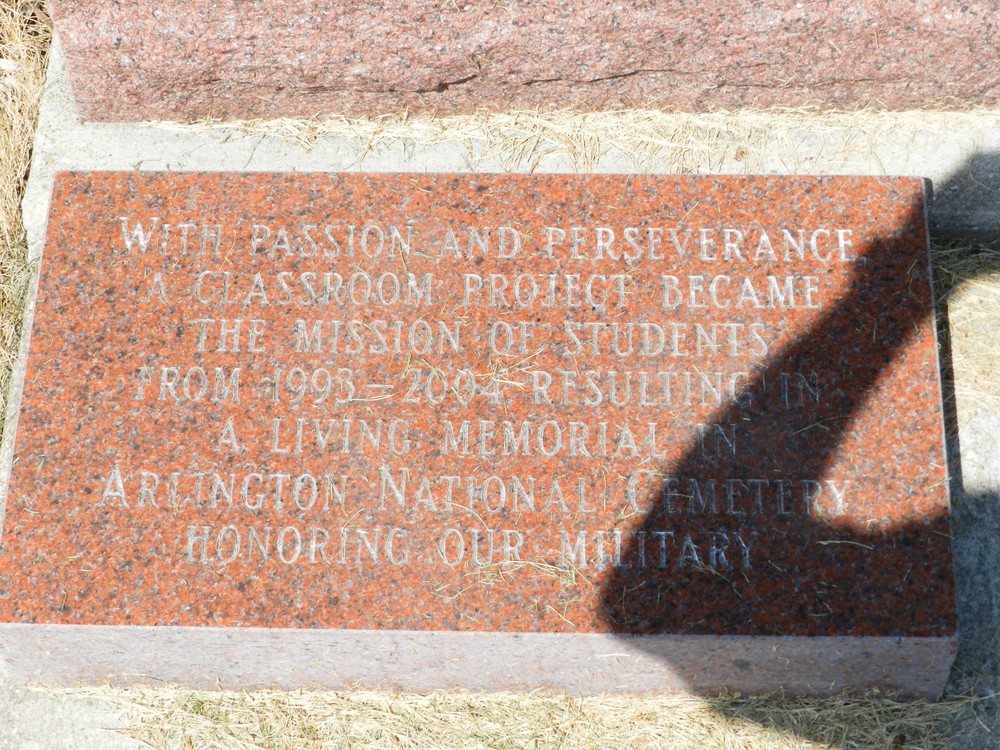 WITH PASSION AND PERSEVERANCE,
A CLASSROOM PROJECT BECAME
THE MISSION OF STUDENTS
FROM 1993 – 2004 RESULTING IN
A LIVING MEMORIAL IN
ARLINGTON NATIONAL CEMETERY
HONORING OUR MILITARY